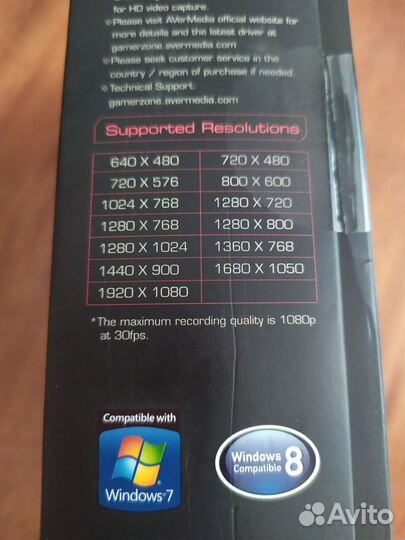 for HD video capture.
Please visit AVerMedia official website for
more details and the latest driver at
gamerzone.avermedia.com
Please seek customer service in the
country / region of purchase if needed.
Technical Support:
gamerzone.avermedia.com
Supported Resolutions
640 X 480 720 X 480
720 X 576 800 X 600
1024 X 768 1280 X 720
1280 X 768 1280 X 800
1280 X 1024 1360 X 768
1440 X 900 1680 X 1050
1920 X 1080
*The maximum recording quality is 1080p
at 30fps.
Compatible with
Windows 7
Windows 8
Compatible
Avito